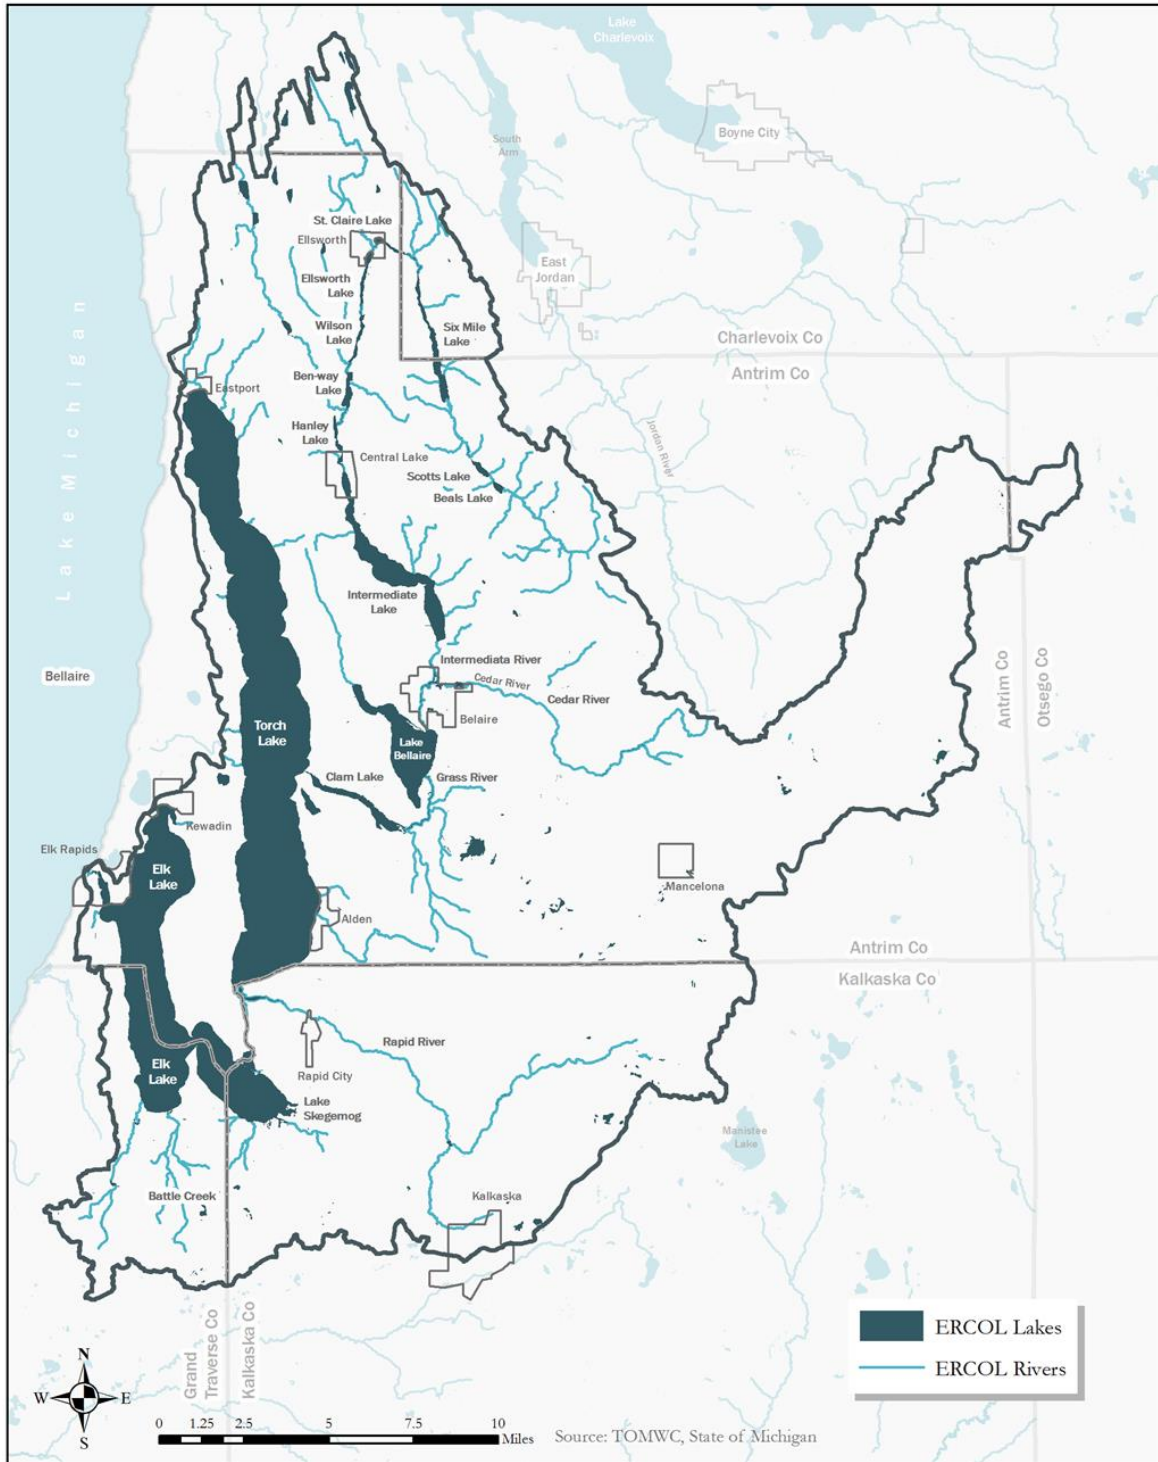 Lake
Charlevoix
Boyne City
South
Arm
St. Claire Lake
Ellsworth
East
Jordan
Ellsworth
Lake
Wilson
Lake
Six Mile
Lake
Charlevoix Co
Antrim Co
Lake Michigan
Ben-way
Lake
Eastport
Hanley
Lake
Central Lake
Jordan River
Scotts Lake
Beals Lake
Intermediate
Lake
Intermediata River
Cedar River
Cedar River
Bellaire
Belaire
Antrim Co
Otsego Co
Torch
Lake
Lake
Bellaire
Clam Lake
Grass River
Kewadin
Elk Rapids
Elk
Lake
Mancelona
Alden
Antrim Co
Kalkaska Co
Rapid River
Elk
Lake
Rapid City
Lake
Skegemog
Manistee
Lake
Battle Creek
Kalkaska
Grand
Traverse Co
Kalkaska Co
ERCOL Lakes
ERCOL Rivers
N
W
E
S
0 1.25 2.5 5 7.5 10
Miles
Source: TOMWC, State of Michigan